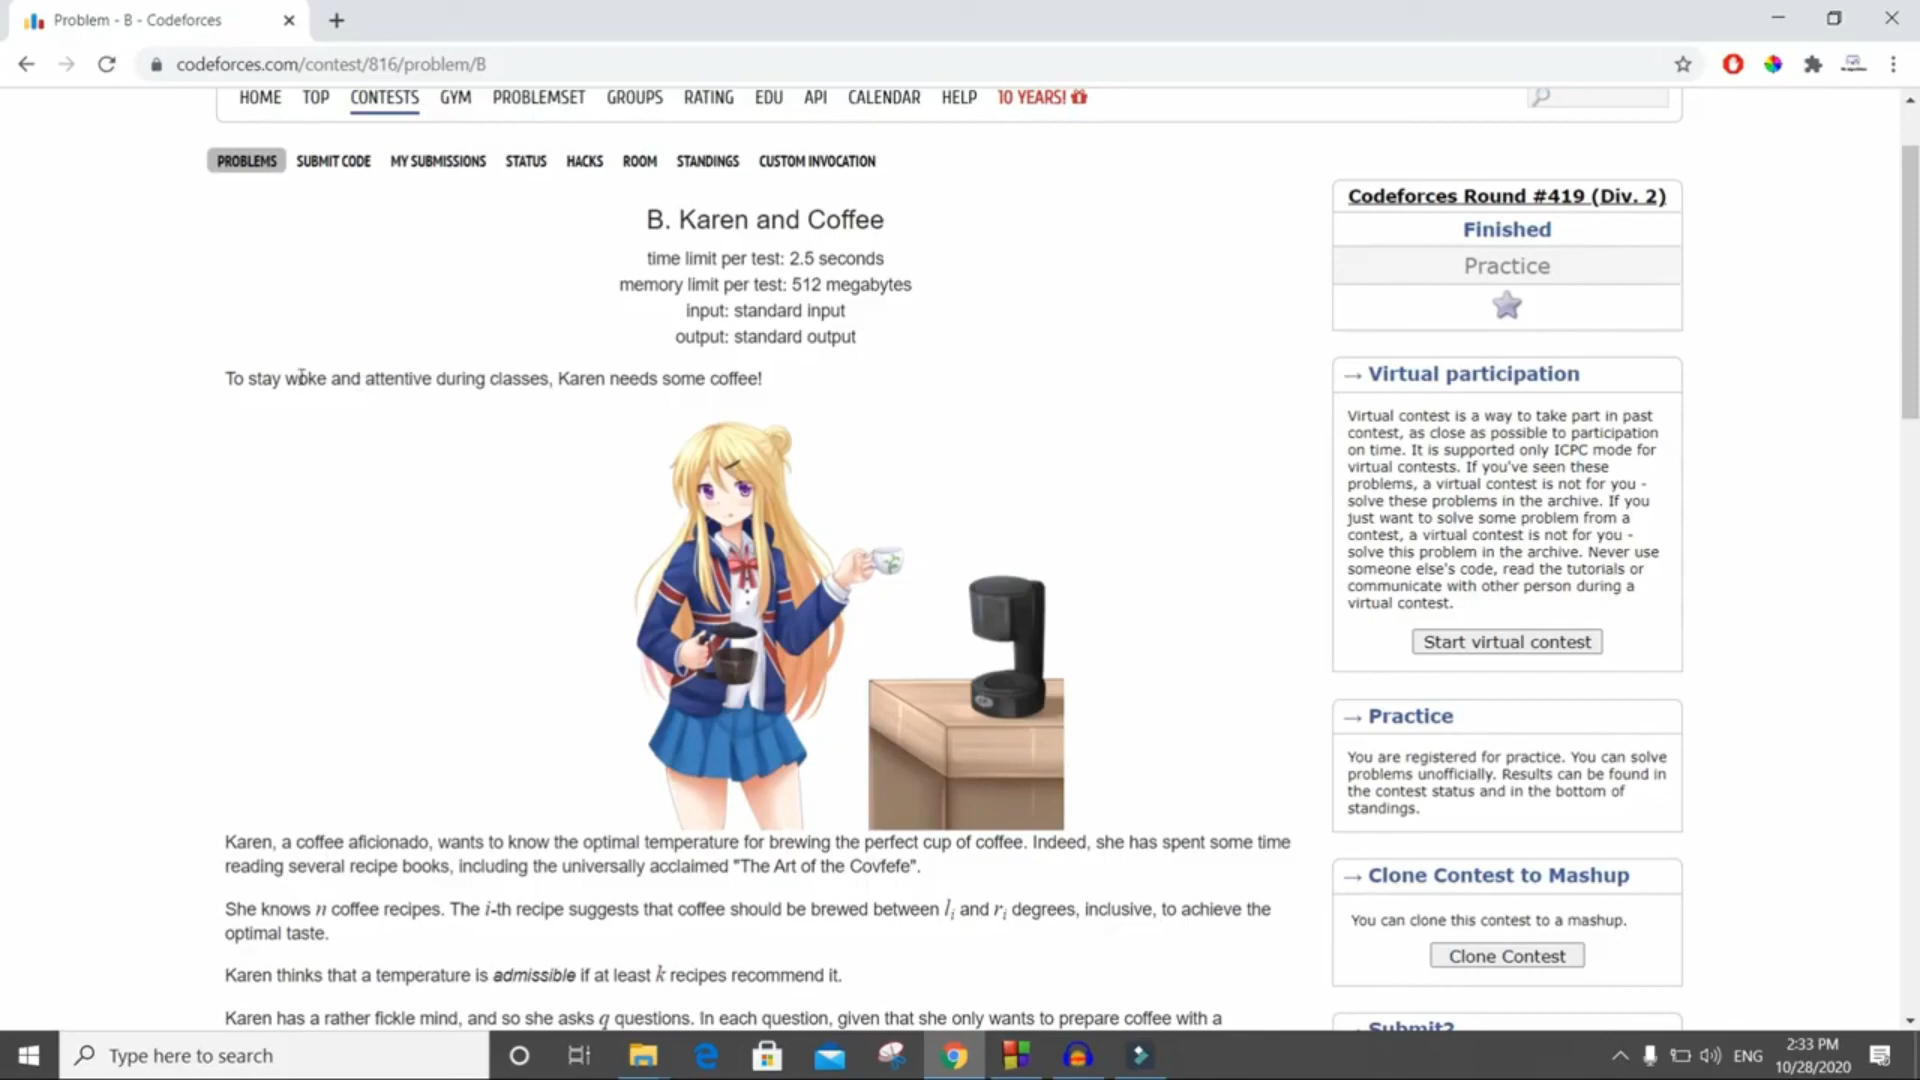 Problem - B - Codeforces
codeforces.com/contest/816/problem/B
HOME TOP CONTESTS GYM PROBLEMSET GROUPS RATING EDU API CALENDAR HELP 10 YEARS!
PROBLEMS SUBMIT CODE MY SUBMISSIONS STATUS HACKS ROOM STANDINGS CUSTOM INVOCATION
B. Karen and Coffee
time limit per test: 2.5 seconds
memory limit per test: 512 megabytes
input: standard input
output: standard output
To stay woke and attentive during classes, Karen needs some coffee!
Karen, a coffee aficionado, wants to know the optimal temperature for brewing the perfect cup of coffee. Indeed, she has spent some time
reading several recipe books, including the universally acclaimed "The Art of the Covfefe".
She knows n coffee recipes. The i-th recipe suggests that coffee should be brewed between li and ri degrees, inclusive, to achieve the
optimal taste.
Karen thinks that a temperature is admissible if at least k recipes recommend it.
Karen has a rather fickle mind, and so she asks q questions. In each question, given that she only wants to prepare coffee with a
Codeforces Round #419 (Div. 2)
Finished
Practice
→ Virtual participation
Virtual contest is a way to take part in past
contest, as close as possible to participation
on time. It is supported only ICPC mode for
virtual contests. If you've seen these
problems, a virtual contest is not for you -
solve these problems in the archive. If you
just want to solve some problem from a
contest, a virtual contest is not for you -
solve this problem in the archive. Never use
someone else's code, read the tutorials or
communicate with other person during a
virtual contest.
Start virtual contest
→ Practice
You are registered for practice. You can solve
problems unofficially. Results can be found in
the contest status and in the bottom of
standings.
→ Clone Contest to Mashup
You can clone this contest to a mashup.
Clone Contest
→ Submit?
Type here to search
ENG
2:33 PM
10/28/2020